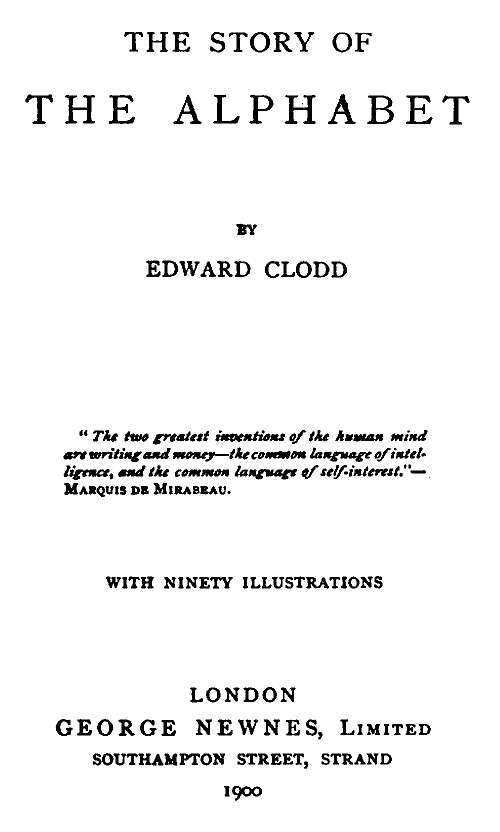 THE STORY OF
THE ALPHABET
BY
EDWARD CLODD
"The two greatest inventions of the human mind
are writing and money—the common language of intel-
ligence, and the common language of self-interest."—
MARQUIS DE MIRABEAU.
WITH NINETY ILLUSTRATIONS
LONDON
GEORGE NEWNES, LIMITED
SOUTHAMPTON STREET, STRAND
1900